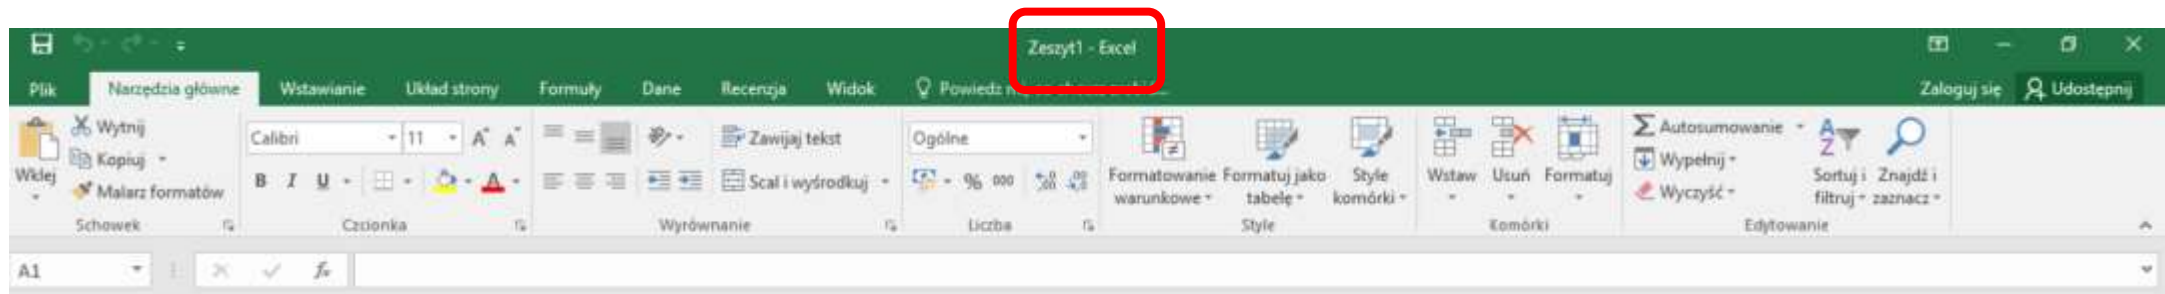 Zeszyt1 - Excel
Plik Narzędzia główne Wstawianie Układ strony Formuły Dane Recenzja Widok Powiedz Zaloguj się Udostępnij
Wklej
Wytnij
Kopiuj
Malarz formatów
Schowek
Calibri 11 A A
B I U A
Czcionka
Zawijaj tekst
Scal i wyśrodkuj
Wyrównanie
Ogólne
% 000
Liczba
Formatowanie warunkowe
Formatuj jako tabelę
Style komórki
Style
Wstaw Usuń Formatuj
Komórki
Autosumowanie
Wypełnij
Wyczyść
Sortuj i filtruj
Znajdź i zaznacz
Edytowanie
A1 fx